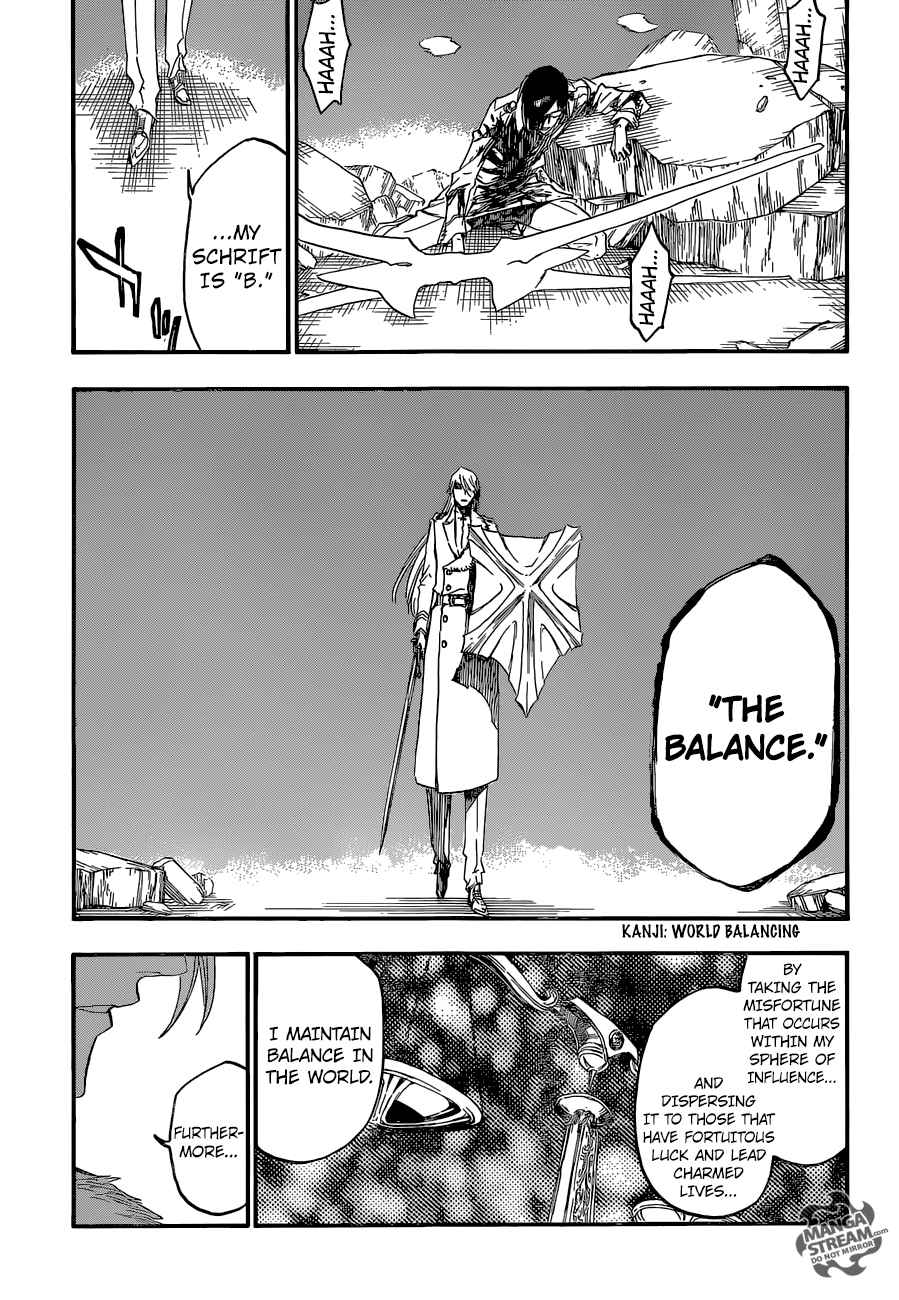 HAAAH...
HAAAH...
HAAAH...
...MY
SCHRIFT
IS "B."
"THE
BALANCE."
KANJI: WORLD BALANCING
BY
TAKING THE
MISFORTUNE
THAT OCCURS
WITHIN MY
SPHERE OF
INFLUENCE...
AND
DISPERSING
IT TO THOSE THAT
HAVE FORTUITOUS
LUCK AND LEAD
CHARMED
LIVES...
I MAINTAIN
BALANCE IN
THE WORLD.
FURTHER-
MORE...
MANGA
STREAM.com
DO NOT MIRROR